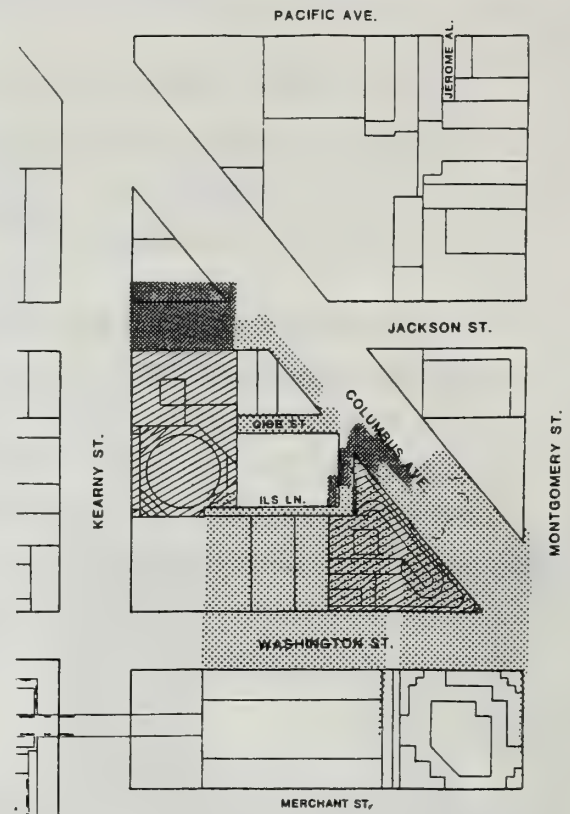 PACIFIC AVE.
JEROME AL.
JACKSON ST.
COLUMBUS AVE
GIBB ST.
KEARNY ST.
ILS LN.
MONTGOMERY ST.
WASHINGTON ST.
MERCHANT ST.